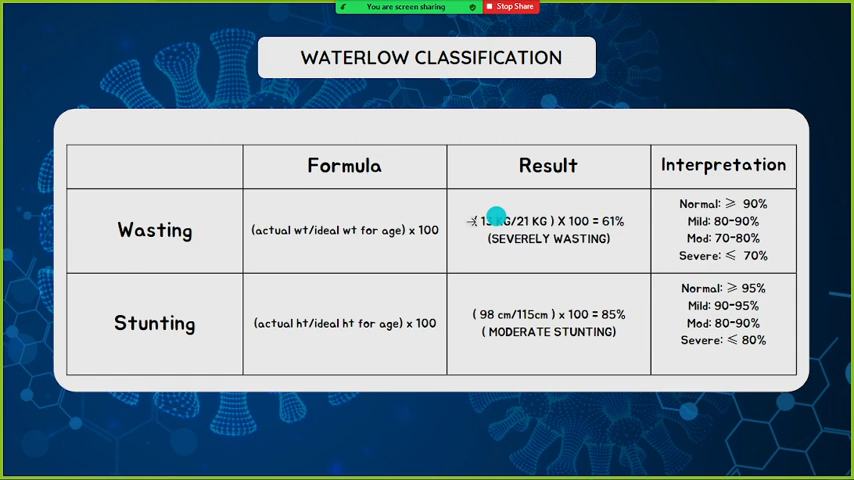 You are screen sharing
Stop Share
WATERLOW CLASSIFICATION
Formula
Result
Interpretation
Wasting
(actual wt/ideal wt for age) x 100
( 13 KG/21 KG ) X 100 = 61%
(SEVERELY WASTING)
Normal: ≥ 90%
Mild: 80-90%
Mod: 70-80%
Severe: ≤ 70%
Stunting
(actual ht/ideal ht for age) x 100
( 98 cm/115cm ) x 100 = 85%
( MODERATE STUNTING)
Normal: ≥ 95%
Mild: 90-95%
Mod: 80-90%
Severe: ≤ 80%